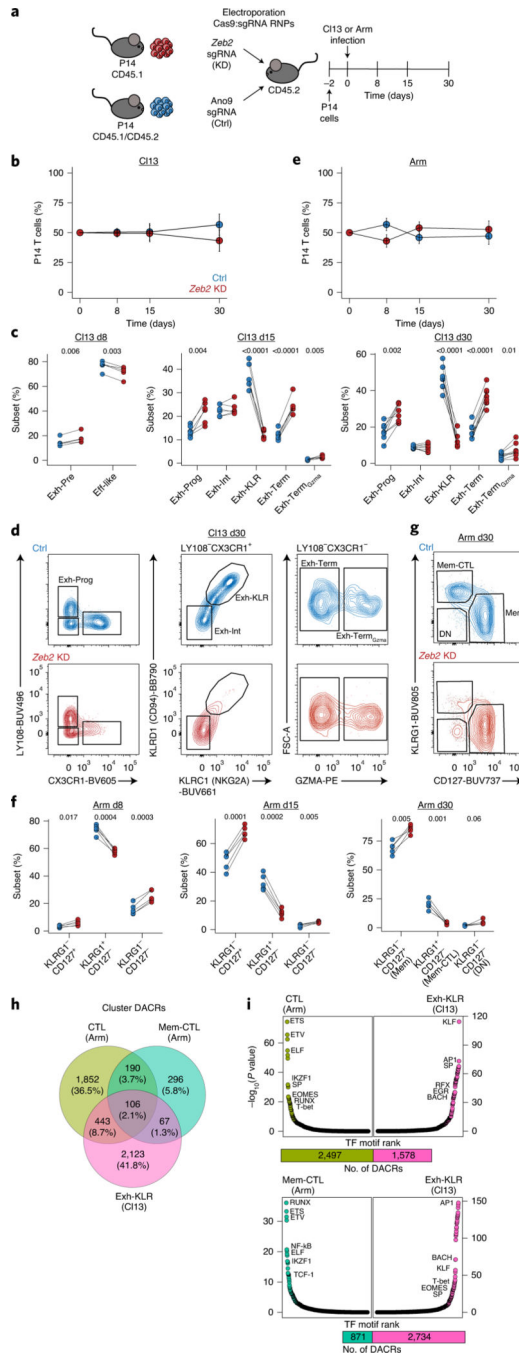 a
Electroporation
Cas9:sgRNA RNPs
Zeb2
sgRNA
(KD)
P14
CD45.1
Ano9
sgRNA
(Ctrl)
P14
CD45.1/CD45.2
CD45.2
Cl13 or Arm
infection
−2 0 8 15 30
Time (days)
P14
cells
b
Cl13
P14 T cells (%)
100
75
50
25
0
0 8 15 30
Time (days)
Ctrl
Zeb2 KD
e
Arm
P14 T cells (%)
100
75
50
25
0
0 8 15 30
Time (days)
c
Cl13 d8
0.006 0.003
Subset (%)
80
60
40
20
0
Exh-Pre
Eff-like
Cl13 d15
0.004 <0.0001 <0.0001 0.005
40
20
0
Exh-Prog
Exh-Int
Exh-KLR
Exh-Term
Exh-TermGzma
Cl13 d30
0.002 <0.0001 <0.0001 0.01
60
40
20
0
Exh-Prog
Exh-Int
Exh-KLR
Exh-Term
Exh-TermGzma
d
Cl13 d30
Ctrl
LY108−CX3CR1+
LY108−CX3CR1−
Exh-Prog
Exh-KLR
Exh-Int
Exh-Term
Exh-TermGzma
Zeb2 KD
LY108-BUV496
CX3CR1-BV605
KLRD1 (CD94)-BB790
KLRC1 (NKG2A)
-BUV661
FSC-A
GZMA-PE
g
Arm d30
Ctrl
Mem-CTL
Mem
DN
Zeb2 KD
KLRG1-BUV805
CD127-BUV737
f
Arm d8
0.017 0.0004 0.0003
Subset (%)
80
60
40
20
0
KLRG1−
CD127+
KLRG1+
CD127−
KLRG1−
CD127−
Arm d15
0.0001 0.0002 0.005
Subset (%)
75
50
25
0
KLRG1−
CD127+
KLRG1+
CD127−
KLRG1−
CD127−
Arm d30
0.005 0.001 0.06
Subset (%)
75
50
25
0
KLRG1−
CD127+
(Mem)
KLRG1+
CD127−
(Mem-CTL)
KLRG1−
CD127−
(DN)
h
Cluster DACRs
CTL
(Arm)
Mem-CTL
(Arm)
1,852
(36.5%)
190
(3.7%)
296
(5.8%)
106
(2.1%)
443
(8.7%)
67
(1.3%)
2,123
(41.8%)
Exh-KLR
(Cl13)
i
CTL
(Arm)
Exh-KLR
(Cl13)
−log10(P value)
80
60
40
20
0
ETS
ETV
ELF
IKZF1
SP
EOMES
RUNX
T-bet
KLF
AP1
SP
RFX
EGR
BACH
120
90
60
30
0
TF motif rank
2,497 1,578
No. of DACRs
Mem-CTL
(Arm)
Exh-KLR
(Cl13)
30
20
10
0
RUNX
ETS
ETV
NF-kB
ELF
IKZF1
TCF-1
AP1
BACH
KLF
T-bet
EOMES
SP
150
100
50
0
TF motif rank
871 2,734
No. of DACRs